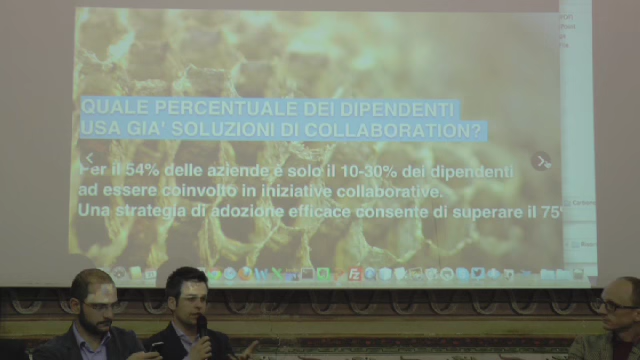 QUALE PERCENTUALE DEI DIPENDENTI
USA GIA' SOLUZIONI DI COLLABORATION?
Per il 54% delle aziende è solo il 10-30% dei dipendenti
ad essere coinvolto in iniziative collaborative.
Una strategia di adozione efficace consente di superare il 75%